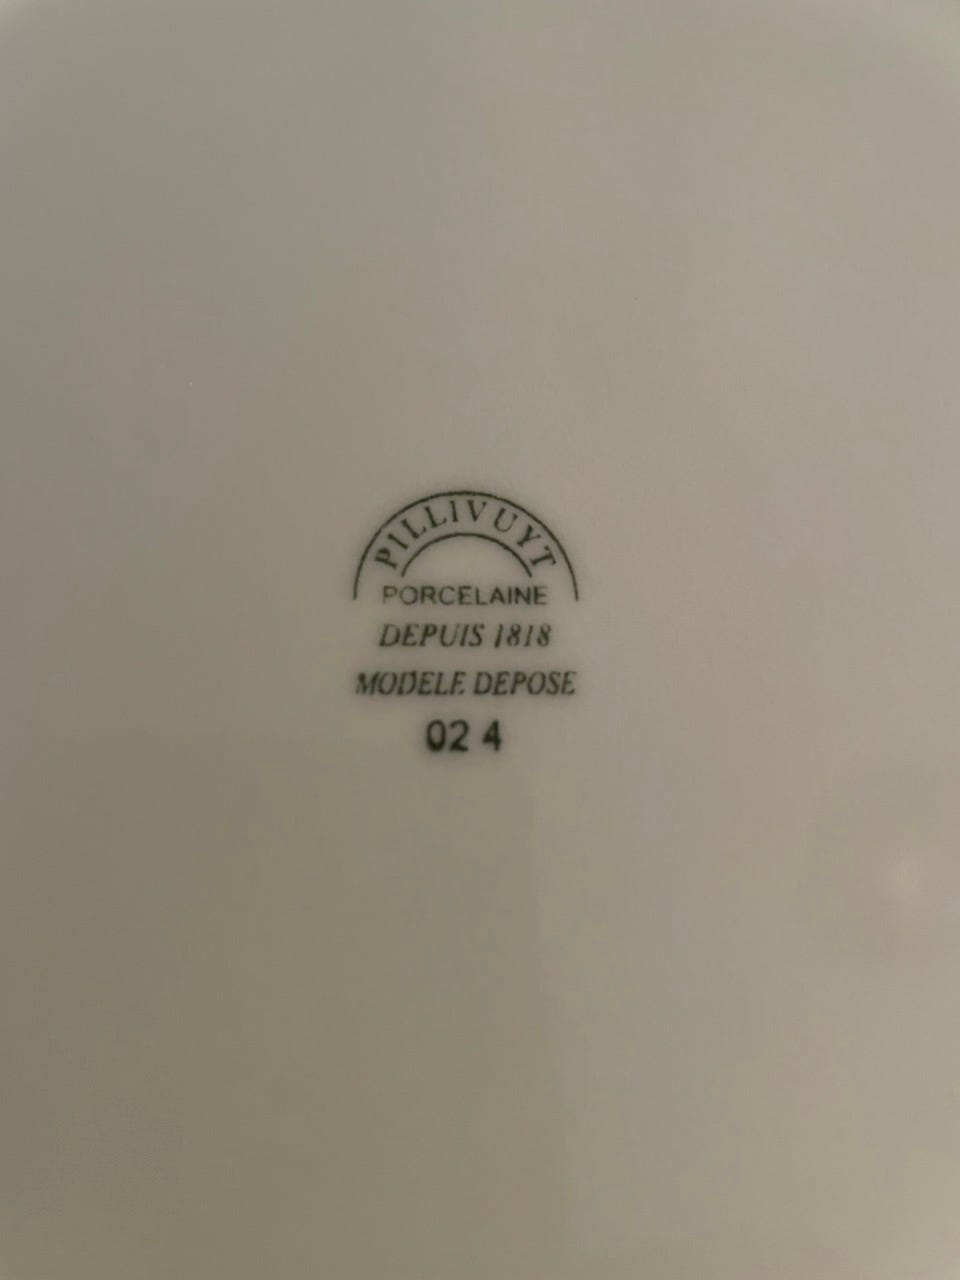 PILLIVUYT
PORCELAINE
DEPUIS 1818
MODELE DEPOSE
02 4